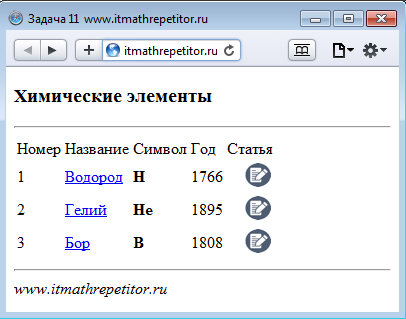 Задача 11 www.itmathrepetitor.ru
itmathrepetitor.ru
Химические элементы
Номер Название Символ Год Статья
1 Водород Н 1766
2 Гелий Не 1895
3 Бор В 1808
www.itmathrepetitor.ru